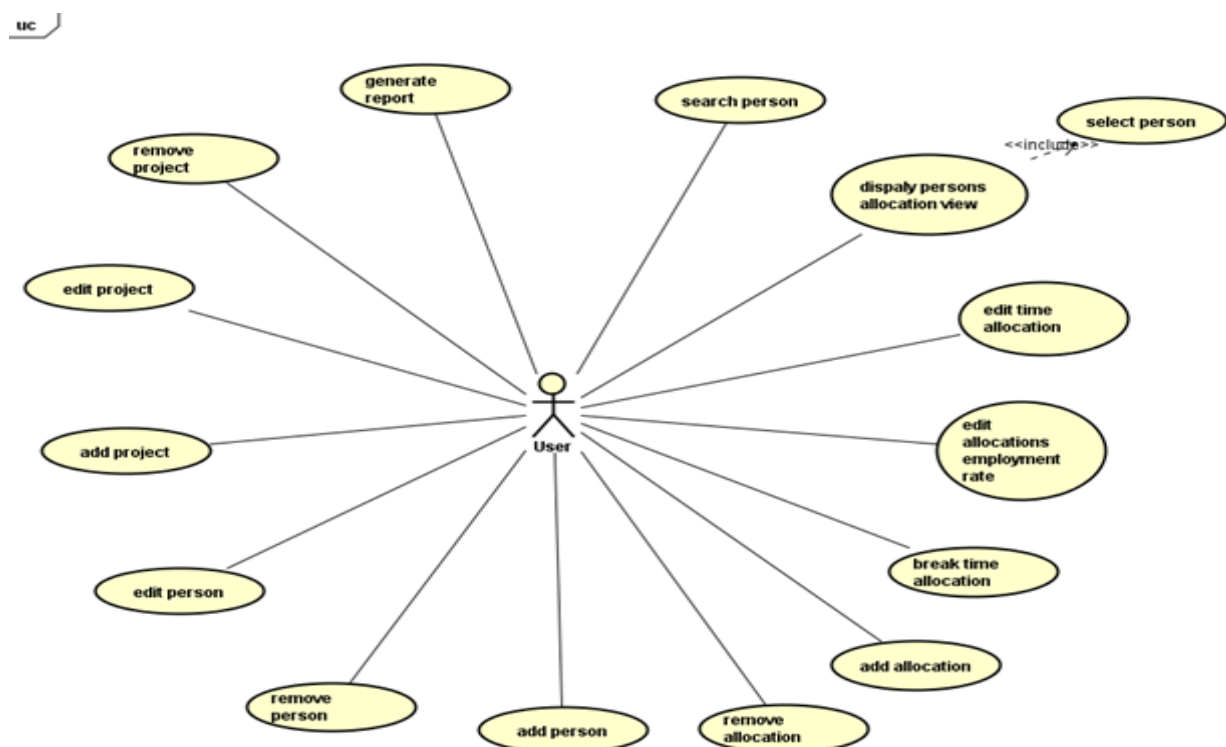 uc
generate
report
search person
select person
<<include>>
remove
project
dispaly persons
allocation view
edit project
edit time
allocation
edit
allocations
employment
rate
User
add project
break time
allocation
edit person
add allocation
remove
person
add person
remove
allocation